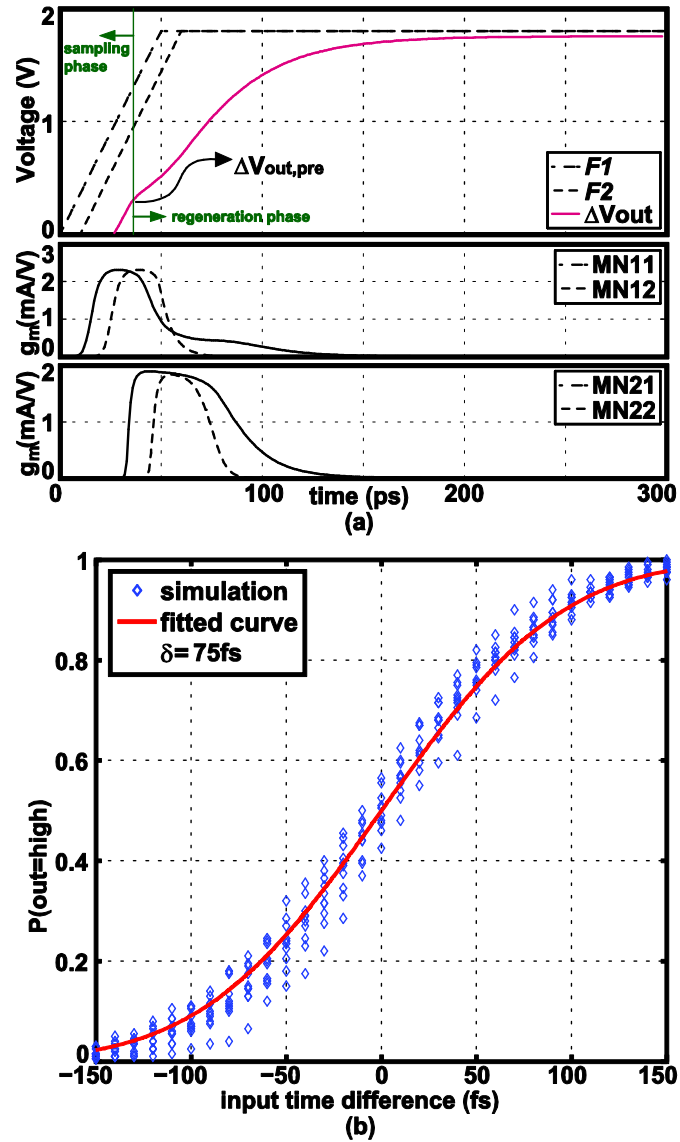 2
sampling
phase
Voltage (V)
1
ΔVout,pre
regeneration phase
0
F1
F2
ΔVout
3
2
1
0
gm(mA/V)
MN11
MN12
2
1
0
gm(mA/V)
MN21
MN22
0 100 200 300
time (ps)
(a)
1
0.8
0.6
0.4
0.2
0
P(out=high)
simulation
fitted curve
δ=75fs
−150 −100 −50 0 50 100 150
input time difference (fs)
(b)